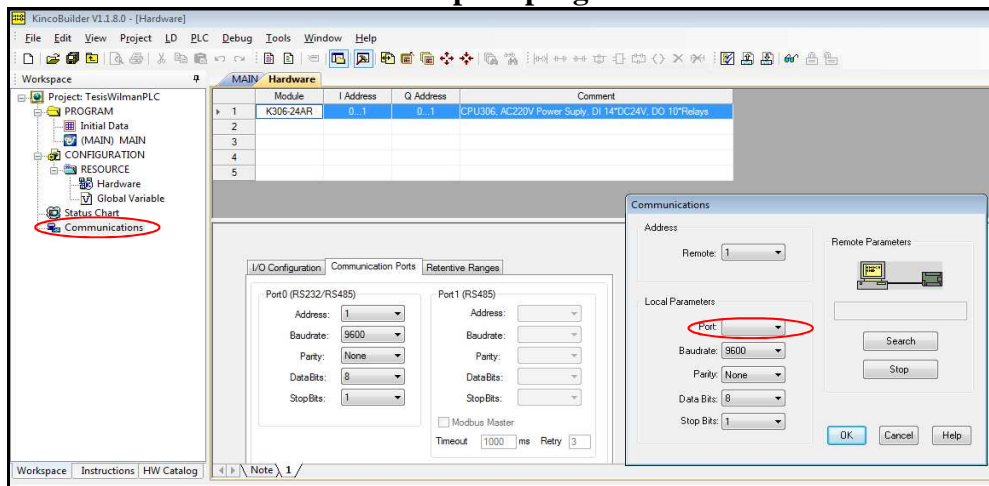 KincoBuilder V1.1.8.0 - [Hardware]
File Edit View Project LD PLC Debug Tools Window Help
Workspace
MAIN Hardware
Project: TesisWilmanPLC
PROGRAM
Initial Data
(MAIN) MAIN
CONFIGURATION
RESOURCE
Hardware
Global Variable
Status Chart
Communications
Module I Address Q Address Comment
1 K306-24AR 0...1 0...1 CPU306, AC220V Power Suply, DI 14*DC24V, DO 10*Relays
2
3
4
5
I/O Configuration Communication Ports Retentive Ranges
Port0 (RS232/RS485)
Address: 1
Baudrate: 9600
Parity: None
DataBits: 8
StopBits: 1
Port1 (RS485)
Address:
Baudrate:
Parity:
DataBits:
StopBits:
Modbus Master
Timeout 1000 ms Retry 3
Communications
Address
Remote: 1
Local Parameters
Port:
Baudrate: 9600
Parity: None
Data Bits: 8
Stop Bits: 1
Remote Parameters
Search
Stop
OK Cancel Help
Workspace Instructions HW Catalog
Note 1